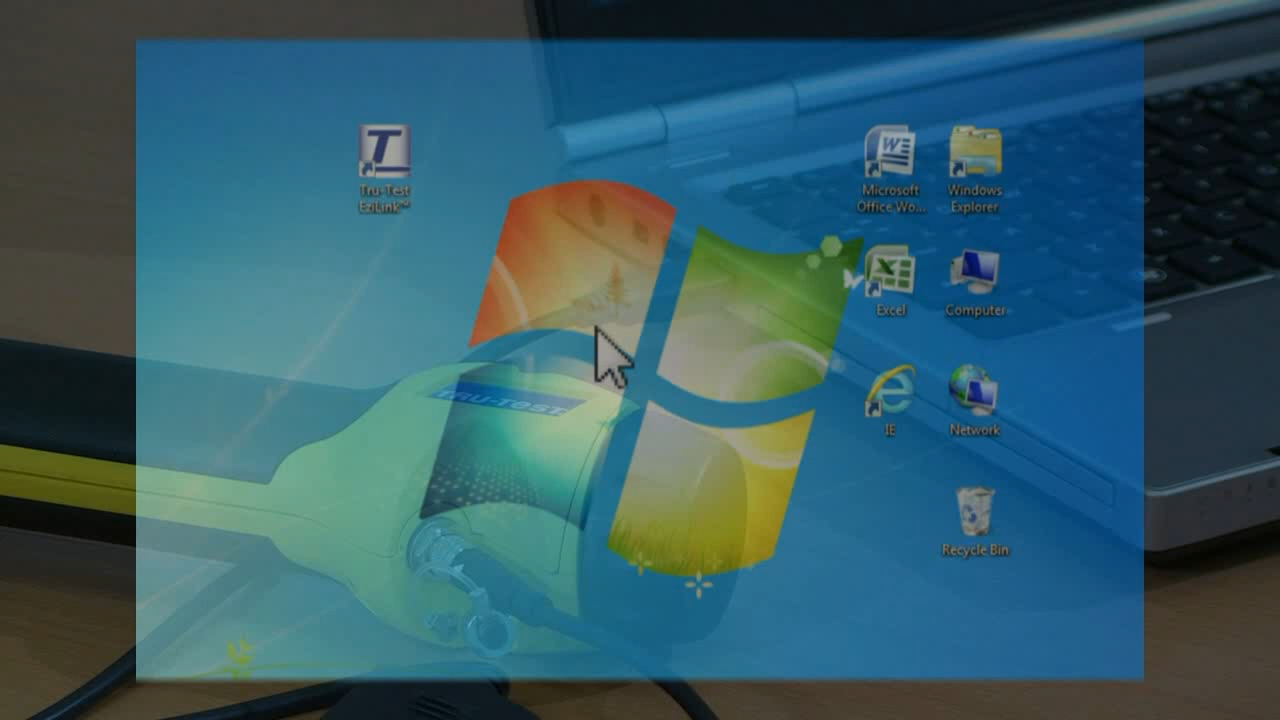 T
Tru-Test
EziLink™
W
Microsoft
Office Wo...
Windows
Explorer
X
Excel
Computer
IE
Network
Recycle Bin
TRU-TEST